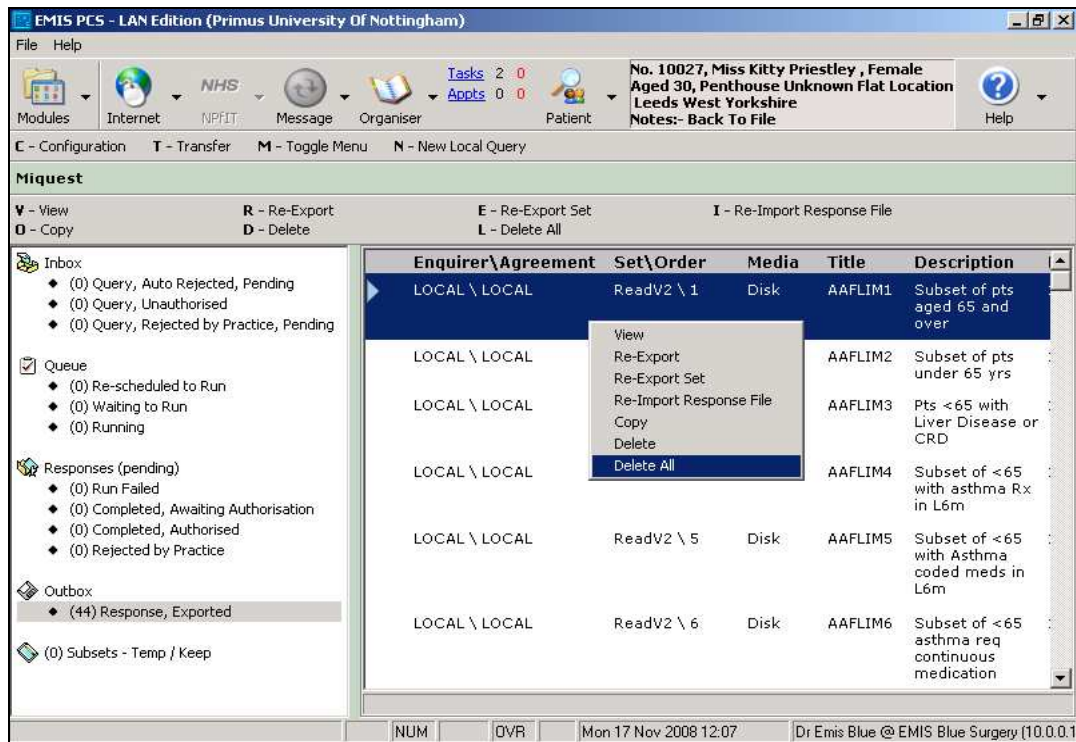 EMIS PCS - LAN Edition (Primus University Of Nottingham)
File Help
Tasks 2 0
Appts 0 0
No. 10027, Miss Kitty Priestley , Female
Aged 30, Penthouse Unknown Flat Location
Leeds West Yorkshire
Notes:- Back To File
NHS
Modules Internet NPfIT Message Organiser Patient Help
C - Configuration T - Transfer M - Toggle Menu N - New Local Query
Miquest
V - View R - Re-Export E - Re-Export Set I - Re-Import Response File
O - Copy D - Delete L - Delete All
Inbox
(0) Query, Auto Rejected, Pending
(0) Query, Unauthorised
(0) Query, Rejected by Practice, Pending
Queue
(0) Re-scheduled to Run
(0) Waiting to Run
(0) Running
Responses (pending)
(0) Run Failed
(0) Completed, Awaiting Authorisation
(0) Completed, Authorised
(0) Rejected by Practice
Outbox
(44) Response, Exported
(0) Subsets - Temp / Keep
Enquirer\Agreement Set\Order Media Title Description
LOCAL \ LOCAL ReadV2 \ 1 Disk AAFLIM1 Subset of pts
aged 65 and
over
LOCAL \ LOCAL AAFLIM2 Subset of pts
under 65 yrs
LOCAL \ LOCAL AAFLIM3 Pts <65 with
Liver Disease or
CRD
LOCAL \ LOCAL AAFLIM4 Subset of <65
with asthma Rx
in L6m
LOCAL \ LOCAL ReadV2 \ 5 Disk AAFLIM5 Subset of <65
with Asthma
coded meds in
L6m
LOCAL \ LOCAL ReadV2 \ 6 Disk AAFLIM6 Subset of <65
asthma req
continuous
medication
View
Re-Export
Re-Export Set
Re-Import Response File
Copy
Delete
Delete All
NUM OVR Mon 17 Nov 2008 12:07 Dr Emis Blue @ EMIS Blue Surgery (10.0.0.1